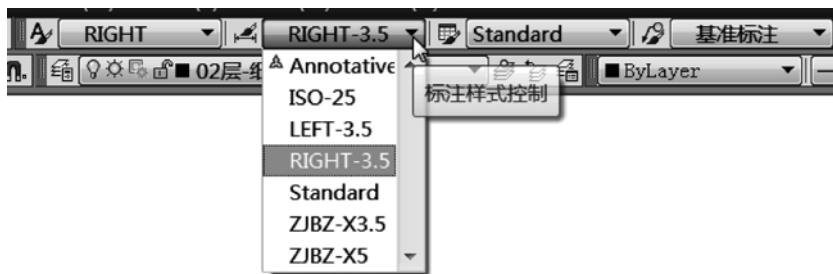 RIGHT RIGHT-3.5 Standard 基准标注
02层-细 ByLayer
Annotative
ISO-25
标注样式控制
LEFT-3.5
RIGHT-3.5
Standard
ZJBZ-X3.5
ZJBZ-X5